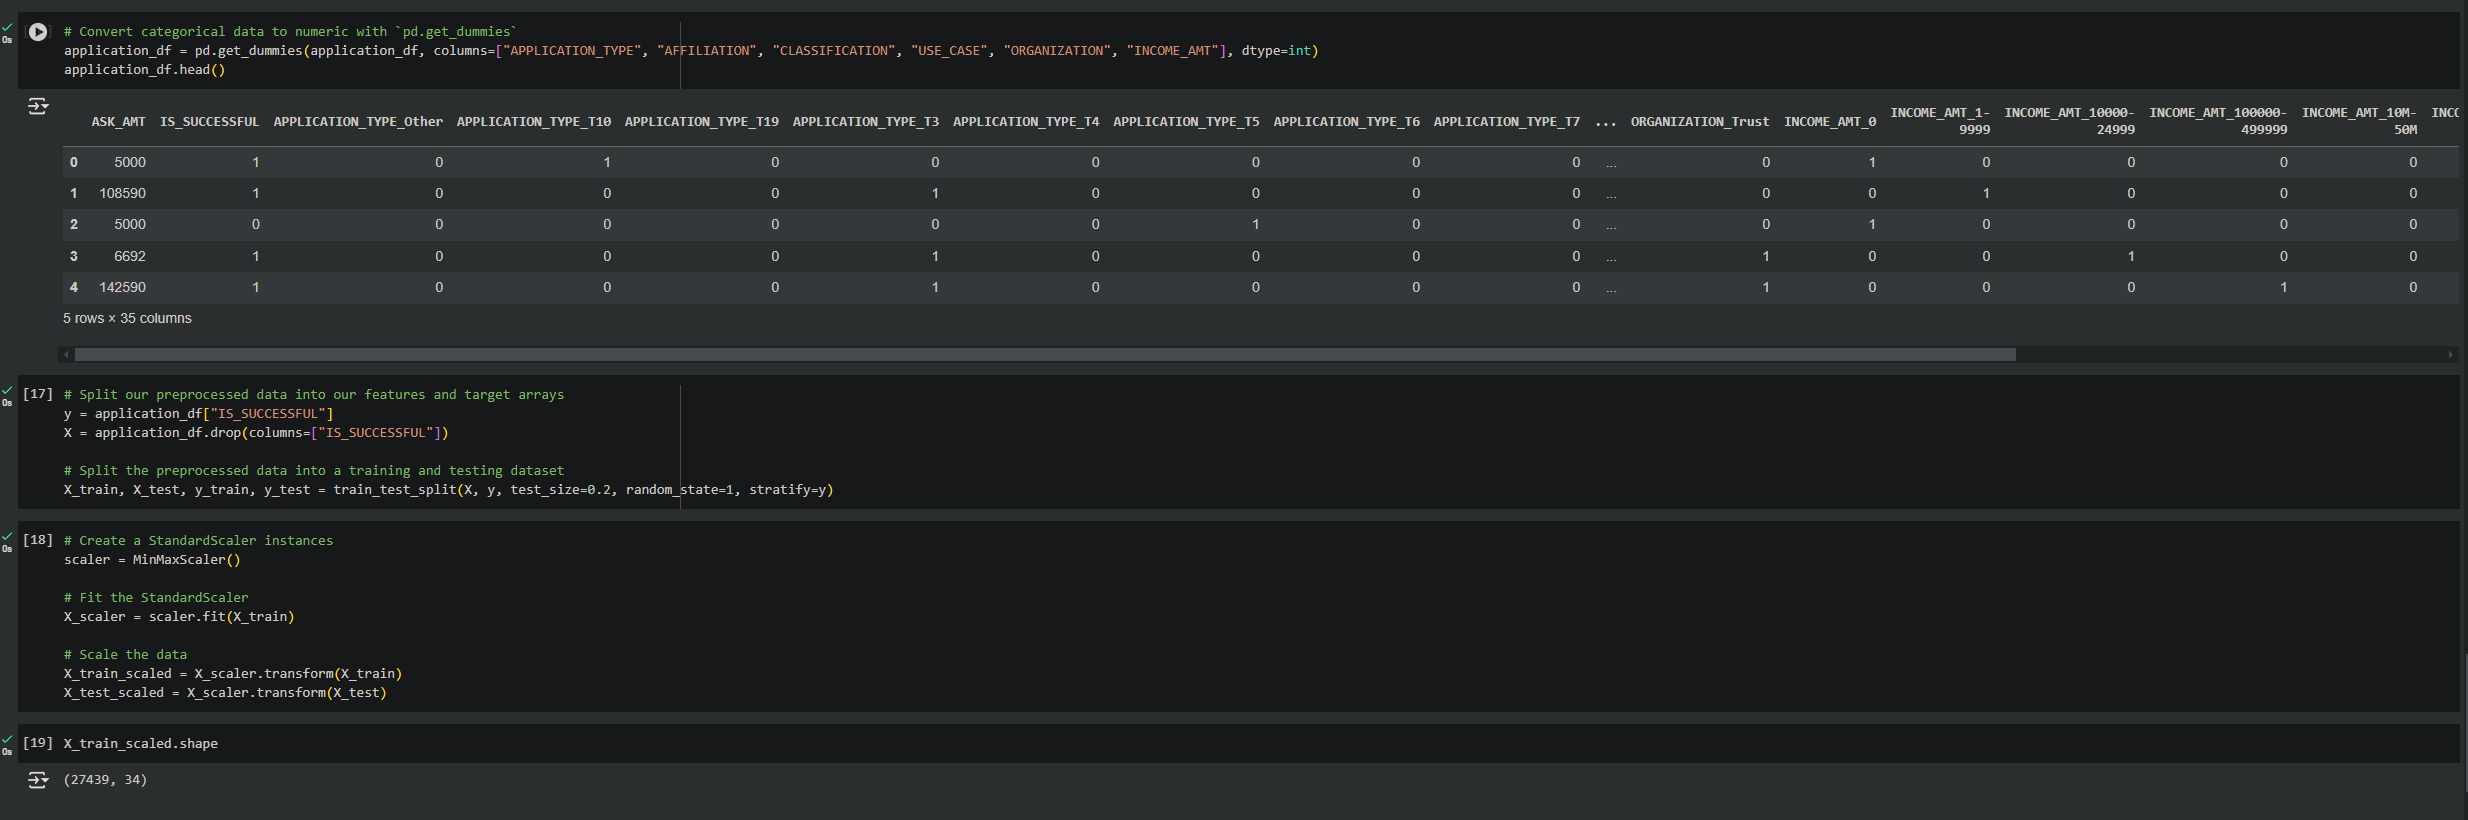 # Convert categorical data to numeric with `pd.get_dummies`
application_df = pd.get_dummies(application_df, columns=["APPLICATION_TYPE", "AFFILIATION", "CLASSIFICATION", "USE_CASE", "ORGANIZATION", "INCOME_AMT"], dtype=int)
application_df.head()
0s
ASK_AMT IS_SUCCESSFUL APPLICATION_TYPE_Other APPLICATION_TYPE_T10 APPLICATION_TYPE_T19 APPLICATION_TYPE_T3 APPLICATION_TYPE_T4 APPLICATION_TYPE_T5 APPLICATION_TYPE_T6 APPLICATION_TYPE_T7 ... ORGANIZATION_Trust INCOME_AMT_0 INCOME_AMT_1-9999 INCOME_AMT_10000-24999 INCOME_AMT_100000-499999 INCOME_AMT_10M-50M INCO
0 5000 1 0 1 0 0 0 0 0 0 ... 0 1 0 0 0 0
1 108590 1 0 0 0 1 0 0 0 0 ... 0 0 1 0 0 0
2 5000 0 0 0 0 0 0 1 0 0 ... 0 1 0 0 0 0
3 6692 1 0 0 0 1 0 0 0 0 ... 1 0 0 1 0 0
4 142590 1 0 0 0 1 0 0 0 0 ... 1 0 0 0 1 0
5 rows × 35 columns
[17] # Split our preprocessed data into our features and target arrays
0s
y = application_df["IS_SUCCESSFUL"]
X = application_df.drop(columns=["IS_SUCCESSFUL"])
# Split the preprocessed data into a training and testing dataset
X_train, X_test, y_train, y_test = train_test_split(X, y, test_size=0.2, random_state=1, stratify=y)
[18] # Create a StandardScaler instances
0s
scaler = MinMaxScaler()
# Fit the StandardScaler
X_scaler = scaler.fit(X_train)
# Scale the data
X_train_scaled = X_scaler.transform(X_train)
X_test_scaled = X_scaler.transform(X_test)
[19] X_train_scaled.shape
0s
(27439, 34)